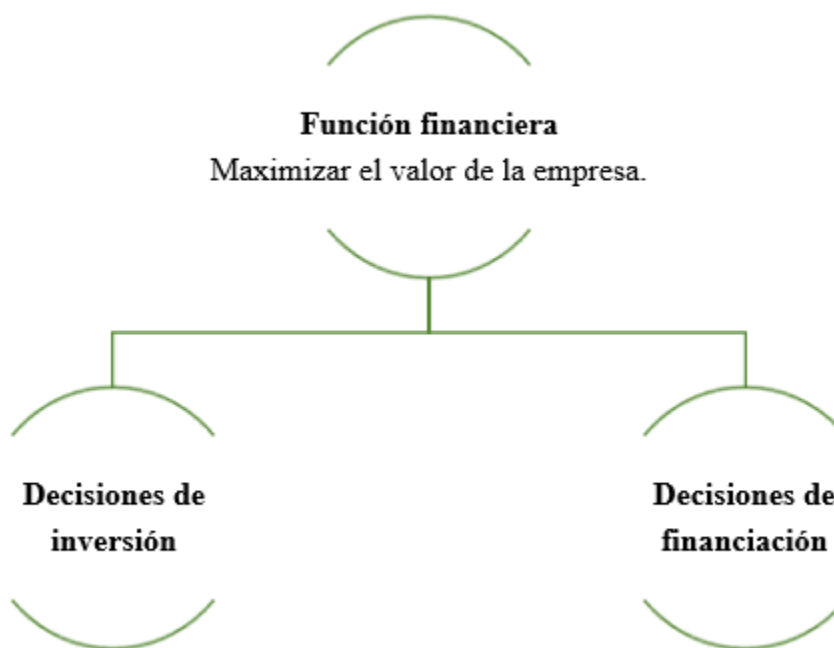 Función financiera
Maximizar el valor de la empresa.
Decisiones de
inversión
Decisiones de
financiación